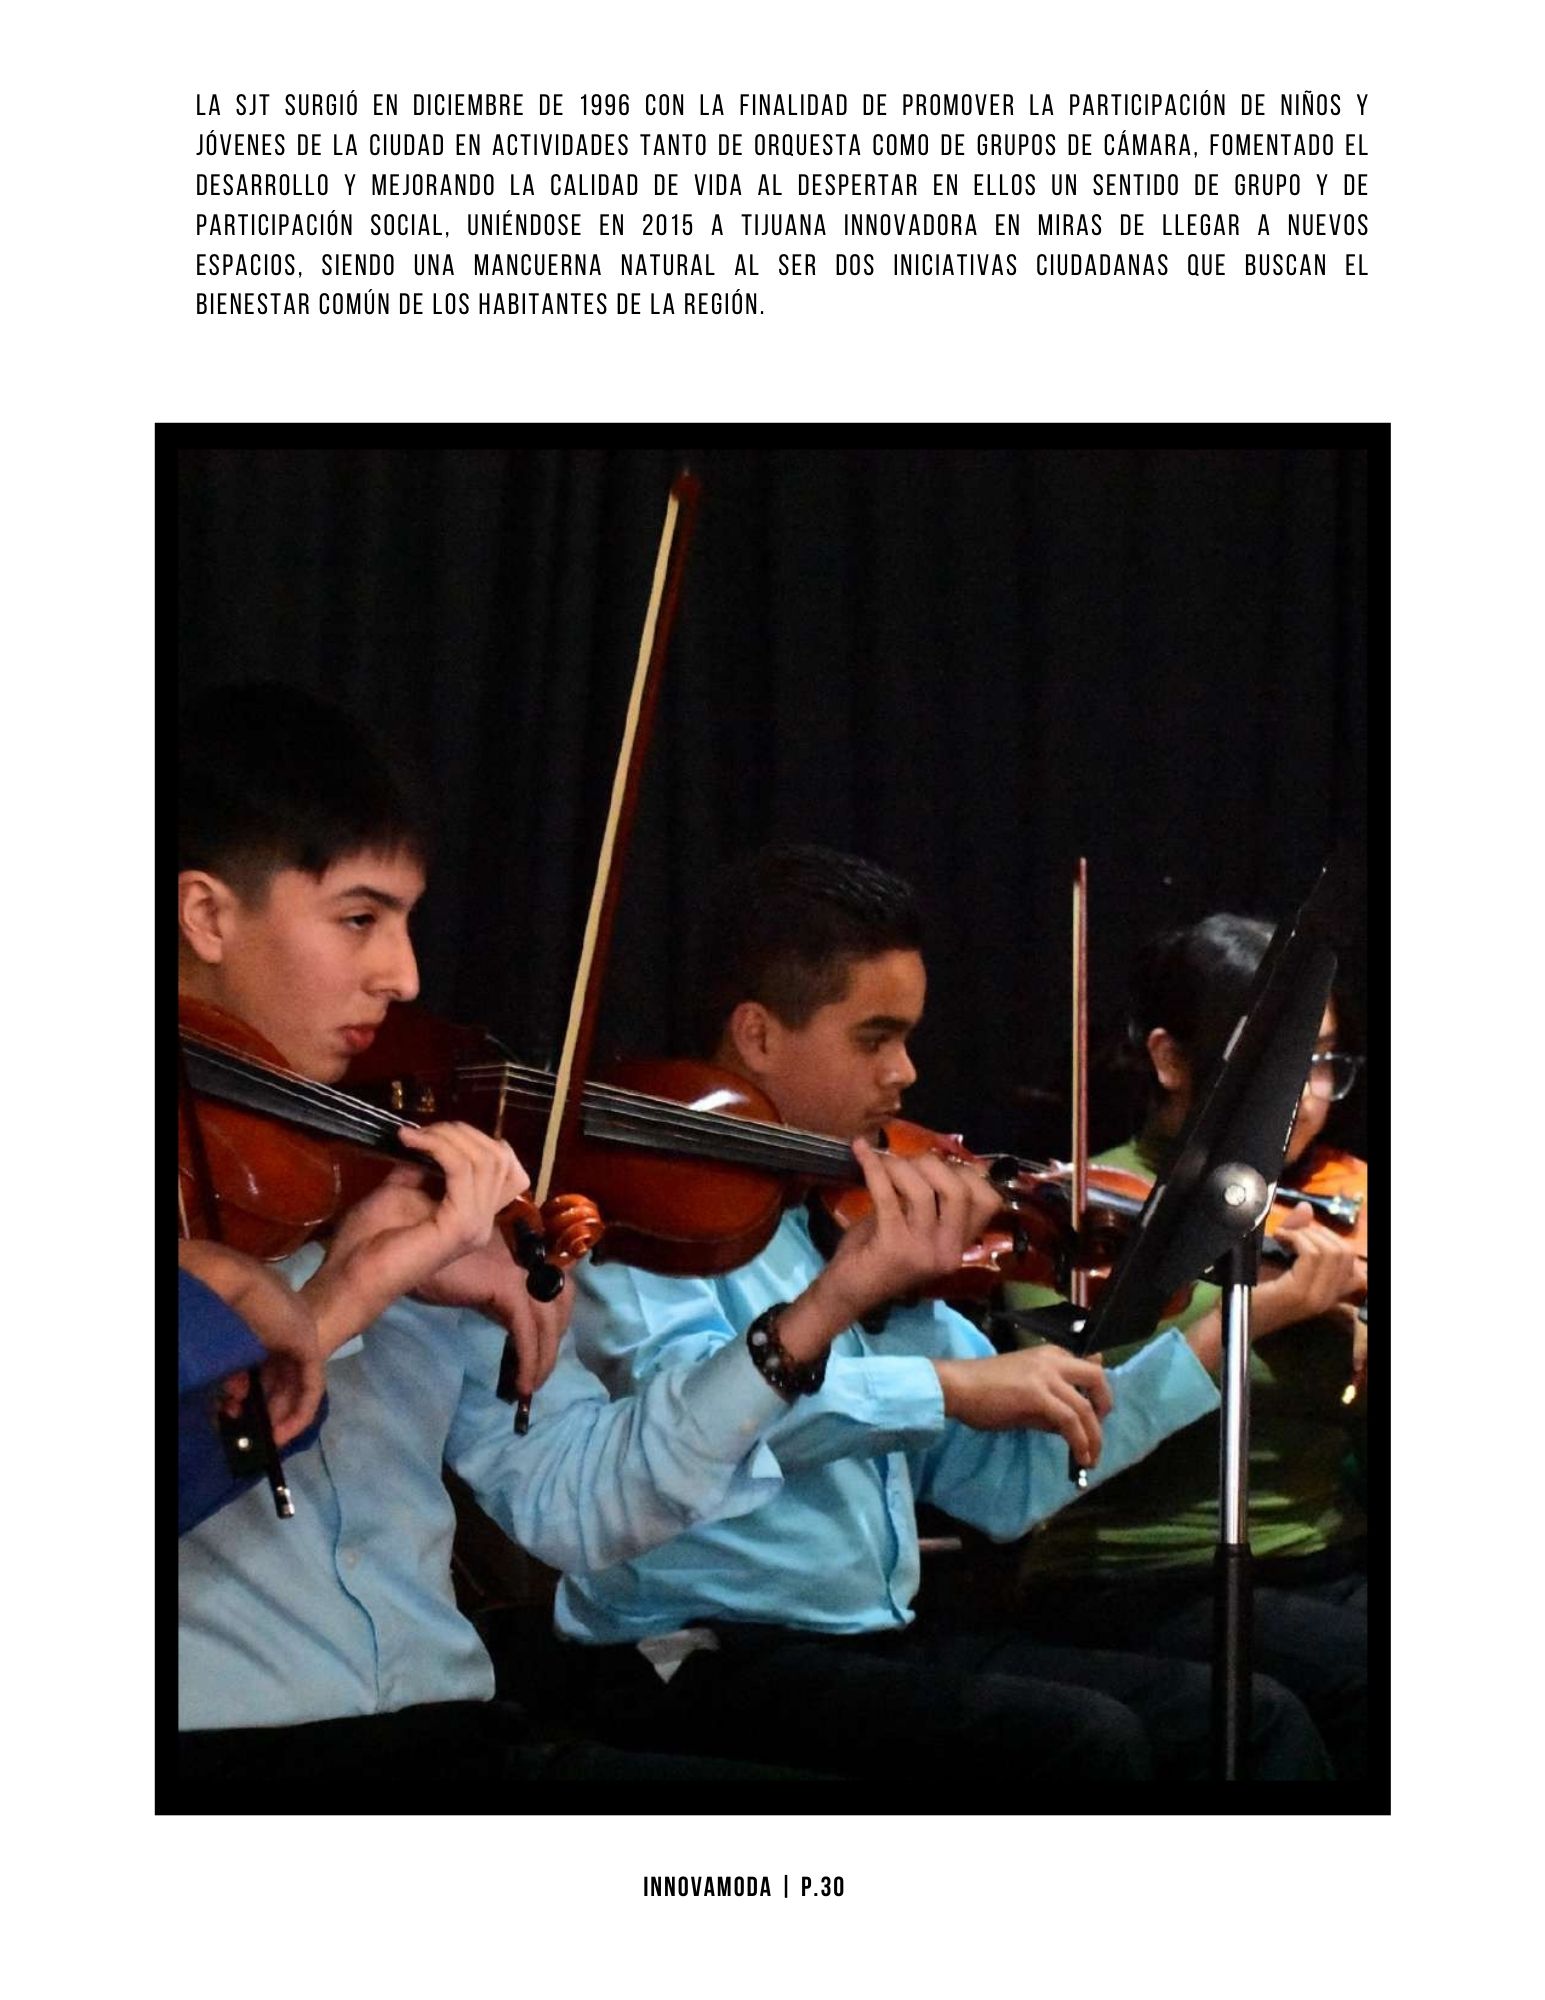 LA SJT SURGIÓ EN DICIEMBRE DE 1996 CON LA FINALIDAD DE PROMOVER LA PARTICIPACIÓN DE NIÑOS Y
JÓVENES DE LA CIUDAD EN ACTIVIDADES TANTO DE ORQUESTA COMO DE GRUPOS DE CÁMARA, FOMENTADO EL
DESARROLLO Y MEJORANDO LA CALIDAD DE VIDA AL DESPERTAR EN ELLOS UN SENTIDO DE GRUPO Y DE
PARTICIPACIÓN SOCIAL, UNIÉNDOSE EN 2015 A TIJUANA INNOVADORA EN MIRAS DE LLEGAR A NUEVOS
ESPACIOS, SIENDO UNA MANCUERNA NATURAL AL SER DOS INICIATIVAS CIUDADANAS QUE BUSCAN EL
BIENESTAR COMÚN DE LOS HABITANTES DE LA REGIÓN.
INNOVAMODA | P.30